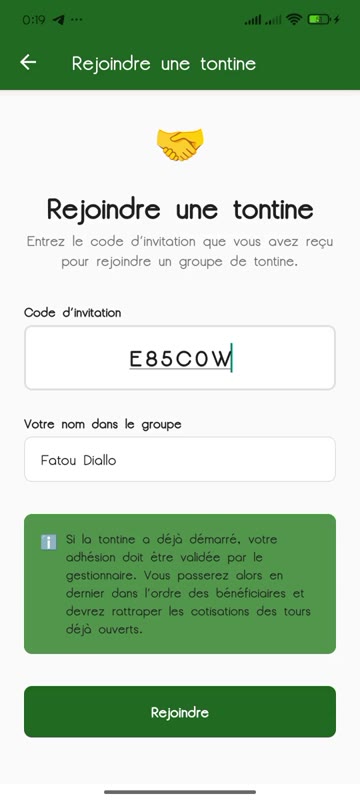 0:19
Rejoindre une tontine
Rejoindre une tontine
Entrez le code d'invitation que vous avez reçu
pour rejoindre un groupe de tontine.
Code d'invitation
E85C0W
Votre nom dans le groupe
Fatou Diallo
Si la tontine a déjà démarré, votre
adhésion doit être validée par le
gestionnaire. Vous passerez alors en
dernier dans l'ordre des bénéficiaires et
devrez rattraper les cotisations des tours
déjà ouverts.
Rejoindre